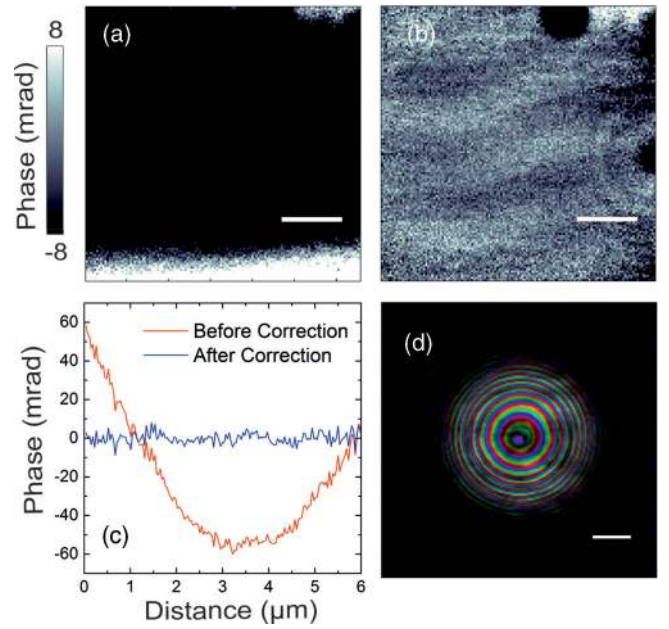 (a)
(b)
8
Phase (mrad)
-8
60
40
20
0
-20
-40
-60
Before Correction
After Correction
Phase (mrad)
(c)
0 1 2 3 4 5 6
Distance (µm)
(d)